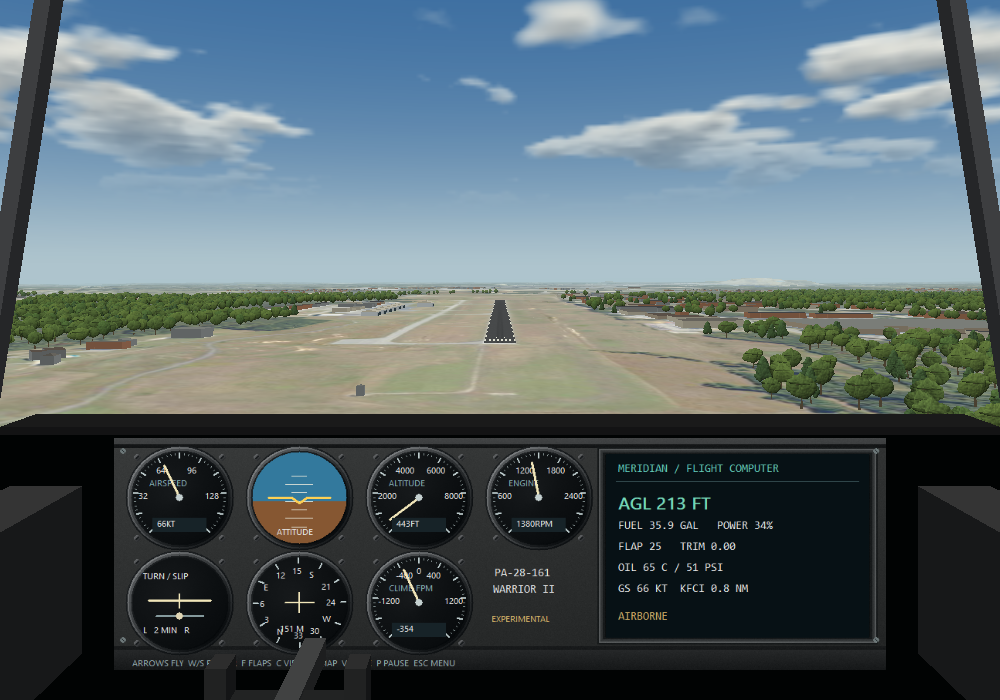 64 96
AIRSPEED
32 128
66KT
ATTITUDE
4000 6000
ALTITUDE
2000 8000
443FT
1200 1800
ENGINE
600 2400
1380RPM
MERIDIAN / FLIGHT COMPUTER
AGL 213 FT
FUEL 35.9 GAL POWER 34%
FLAP 25 TRIM 0.00
OIL 65 C / 51 PSI
GS 66 KT KFCI 0.8 NM
AIRBORNE
TURN / SLIP
L 2 MIN R
12 15 S
E 21
6 24
3 W
N 33 30
151 M
-400 0 400
CLIMB FPM
-1200 1200
-354
PA-28-161
WARRIOR II
EXPERIMENTAL
ARROWS FLY W/S F FLAPS C P PAUSE ESC MENU